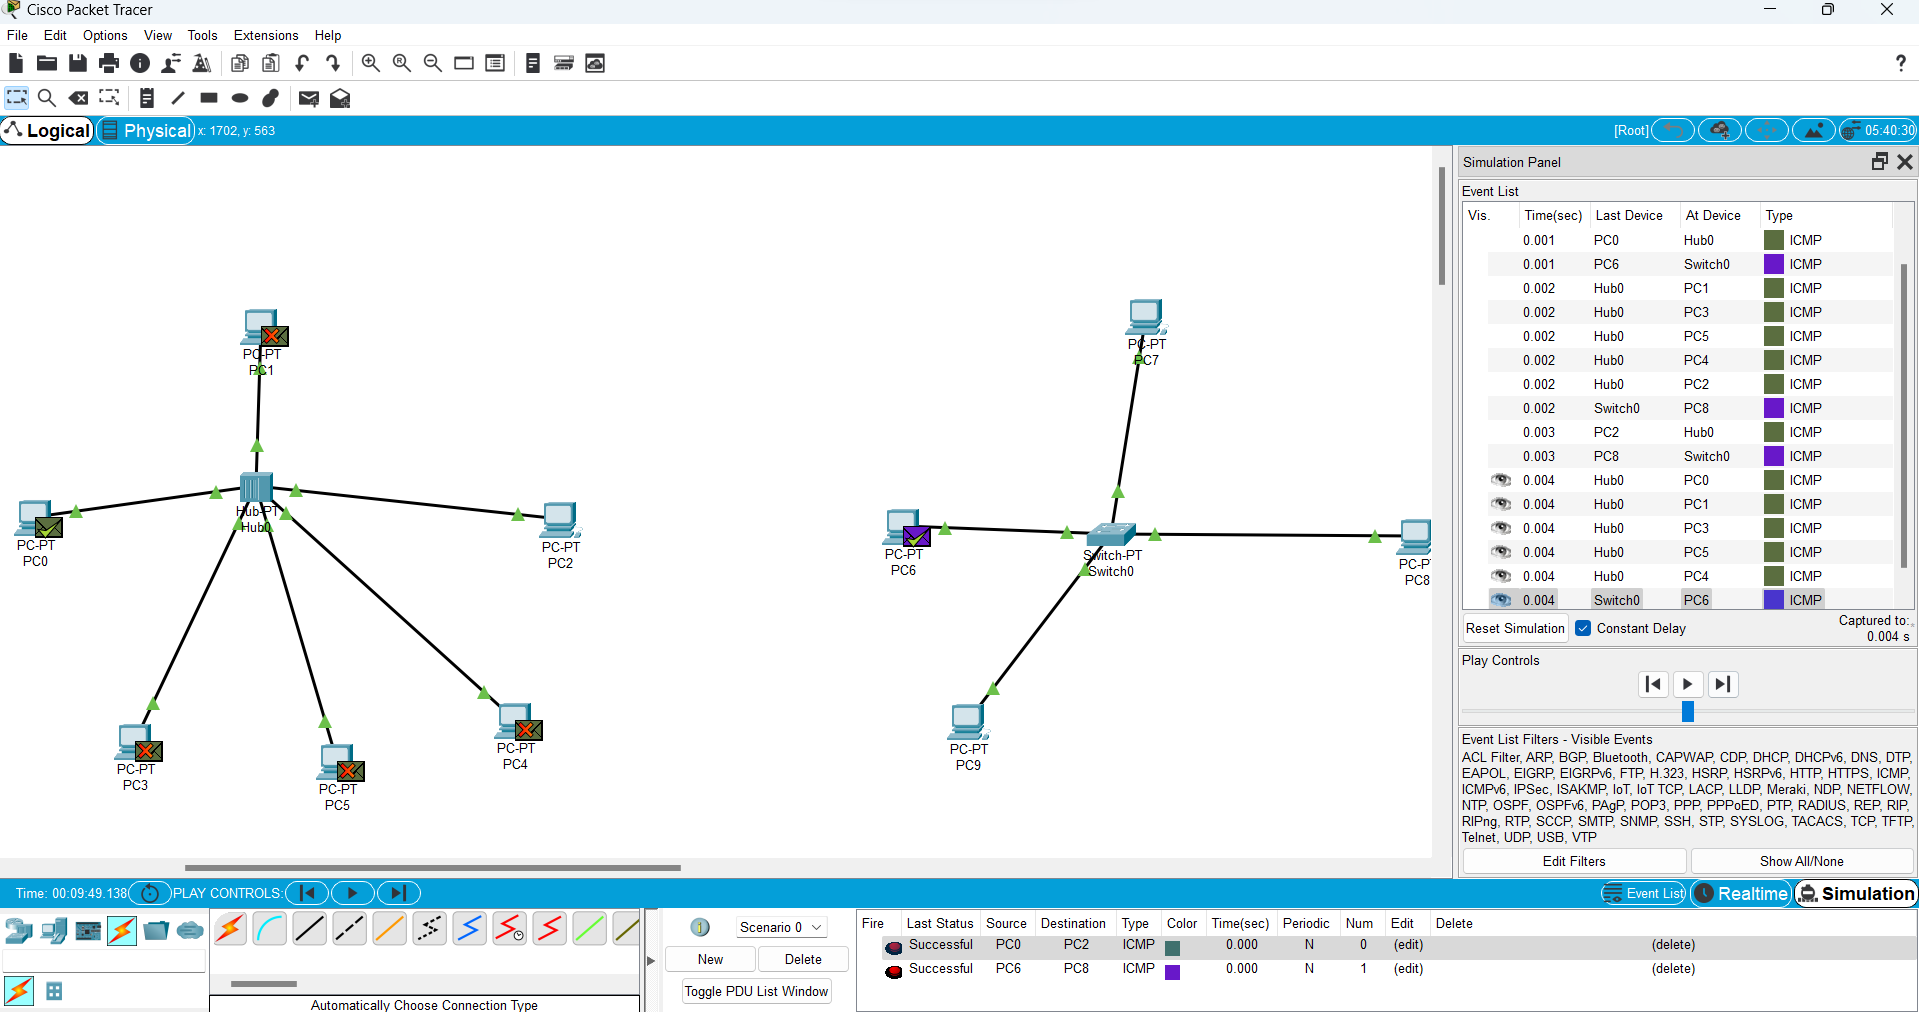 Cisco Packet Tracer
File Edit Options View Tools Extensions Help
?
Logical Physical x: 1702, y: 563 [Root] 05:40:30
PC-PT
PC1
PC-PT
PC0
Hub-PT
Hub0
PC-PT
PC2
PC-PT
PC3
PC-PT
PC5
PC-PT
PC4
PC-PT
PC7
PC-PT
PC6
Switch-PT
Switch0
PC-P
PC8
PC-PT
PC9
Simulation Panel
Event List
Vis. Time(sec) Last Device At Device Type
0.001 PC0 Hub0 ICMP
0.001 PC6 Switch0 ICMP
0.002 Hub0 PC1 ICMP
0.002 Hub0 PC3 ICMP
0.002 Hub0 PC5 ICMP
0.002 Hub0 PC4 ICMP
0.002 Hub0 PC2 ICMP
0.002 Switch0 PC8 ICMP
0.003 PC2 Hub0 ICMP
0.003 PC8 Switch0 ICMP
0.004 Hub0 PC0 ICMP
0.004 Hub0 PC1 ICMP
0.004 Hub0 PC3 ICMP
0.004 Hub0 PC5 ICMP
0.004 Hub0 PC4 ICMP
0.004 Switch0 PC6 ICMP
Reset Simulation Constant Delay Captured to:
0.004 s
Play Controls
Event List Filters - Visible Events
ACL Filter, ARP, BGP, Bluetooth, CAPWAP, CDP, DHCP, DHCPv6, DNS, DTP,
EAPOL, EIGRP, EIGRPv6, FTP, H.323, HSRP, HSRPv6, HTTP, HTTPS, ICMP,
ICMPv6, IPSec, ISAKMP, IoT, IoT TCP, LACP, LLDP, Meraki, NDP, NETFLOW,
NTP, OSPF, OSPFv6, PAgP, POP3, PPP, PPPoED, PTP, RADIUS, REP, RIP,
RIPng, RTP, SCCP, SMTP, SNMP, SSH, STP, SYSLOG, TACACS, TCP, TFTP,
Telnet, UDP, USB, VTP
Edit Filters Show All/None
Time: 00:09:49.138 PLAY CONTROLS: Event List Realtime Simulation
Automatically Choose Connection Type
Scenario 0
New Delete
Toggle PDU List Window
Fire Last Status Source Destination Type Color Time(sec) Periodic Num Edit Delete
Successful PC0 PC2 ICMP 0.000 N 0 (edit) (delete)
Successful PC6 PC8 ICMP 0.000 N 1 (edit) (delete)